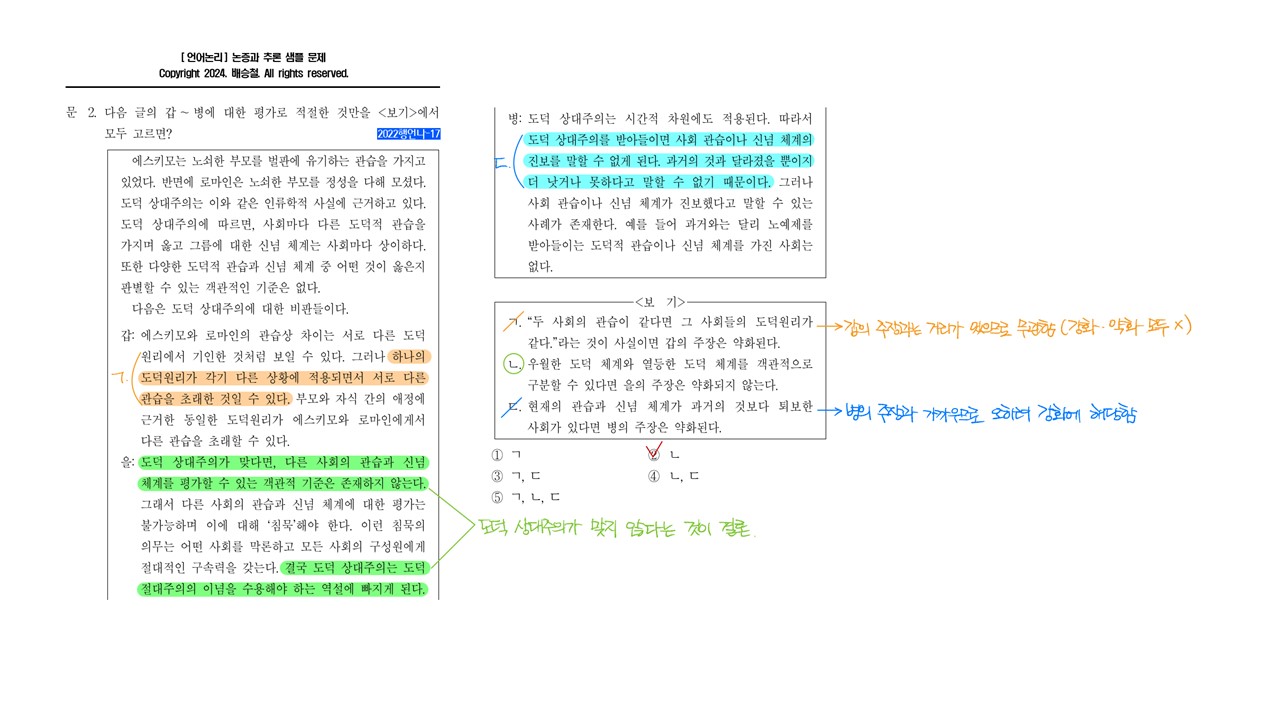 [ 언어논리 ] 논증과 추론 샘플 문제
Copyright 2024. 배승철. All rights reserved.
문 2. 다음 글의 갑 ~ 병에 대한 평가로 적절한 것만을 <보기>에서
모두 고르면?
2022행언나-17
에스키모는 노쇠한 부모를 벌판에 유기하는 관습을 가지고
있었다. 반면에 로마인은 노쇠한 부모를 정성을 다해 모셨다.
도덕 상대주의는 이와 같은 인류학적 사실에 근거하고 있다.
도덕 상대주의에 따르면, 사회마다 다른 도덕적 관습을
가지며 옳고 그름에 대한 신념 체계는 사회마다 상이하다.
또한 다양한 도덕적 관습과 신념 체계 중 어떤 것이 옳은지
판별할 수 있는 객관적인 기준은 없다.
다음은 도덕 상대주의에 대한 비판들이다.
갑: 에스키모와 로마인의 관습상 차이는 서로 다른 도덕
원리에서 기인한 것처럼 보일 수 있다. 그러나 하나의
ㄱ.
도덕원리가 각기 다른 상황에 적용되면서 서로 다른
관습을 초래한 것일 수 있다. 부모와 자식 간의 애정에
근거한 동일한 도덕원리가 에스키모와 로마인에게서
다른 관습을 초래할 수 있다.
을: 도덕 상대주의가 맞다면, 다른 사회의 관습과 신념
체계를 평가할 수 있는 객관적 기준은 존재하지 않는다.
그래서 다른 사회의 관습과 신념 체계에 대한 평가는
불가능하며 이에 대해 ‘침묵’해야 한다. 이런 침묵의
의무는 어떤 사회를 막론하고 모든 사회의 구성원에게
절대적인 구속력을 갖는다. 결국 도덕 상대주의는 도덕
절대주의의 이념을 수용해야 하는 역설에 빠지게 된다.
병: 도덕 상대주의는 시간적 차원에도 적용된다. 따라서
도덕 상대주의를 받아들이면 사회 관습이나 신념 체계의
ㄷ.
진보를 말할 수 없게 된다. 과거의 것과 달라졌을 뿐이지
더 낫거나 못하다고 말할 수 없기 때문이다. 그러나
사회 관습이나 신념 체계가 진보했다고 말할 수 있는
사례가 존재한다. 예를 들어 과거와는 달리 노예제를
받아들이는 도덕적 관습이나 신념 체계를 가진 사회는
없다.
<보 기>
ㄱ. “두 사회의 관습이 같다면 그 사회들의 도덕원리가
같다.”라는 것이 사실이면 갑의 주장은 약화된다.
갑의 주장과는 거리가 있으므로 무관함 (강화·약화 모두 X)
ㄴ. 우월한 도덕 체계와 열등한 도덕 체계를 객관적으로
구분할 수 있다면 을의 주장은 약화되지 않는다.
ㄷ. 현재의 관습과 신념 체계가 과거의 것보다 퇴보한
사회가 있다면 병의 주장은 약화된다.
병의 주장과 가까우므로 오히려 강화에 해당함
① ㄱ ② ㄴ
③ ㄱ, ㄷ ④ ㄴ, ㄷ
⑤ ㄱ, ㄴ, ㄷ
도덕 상대주의가 맞지 않다는 것이 결론.